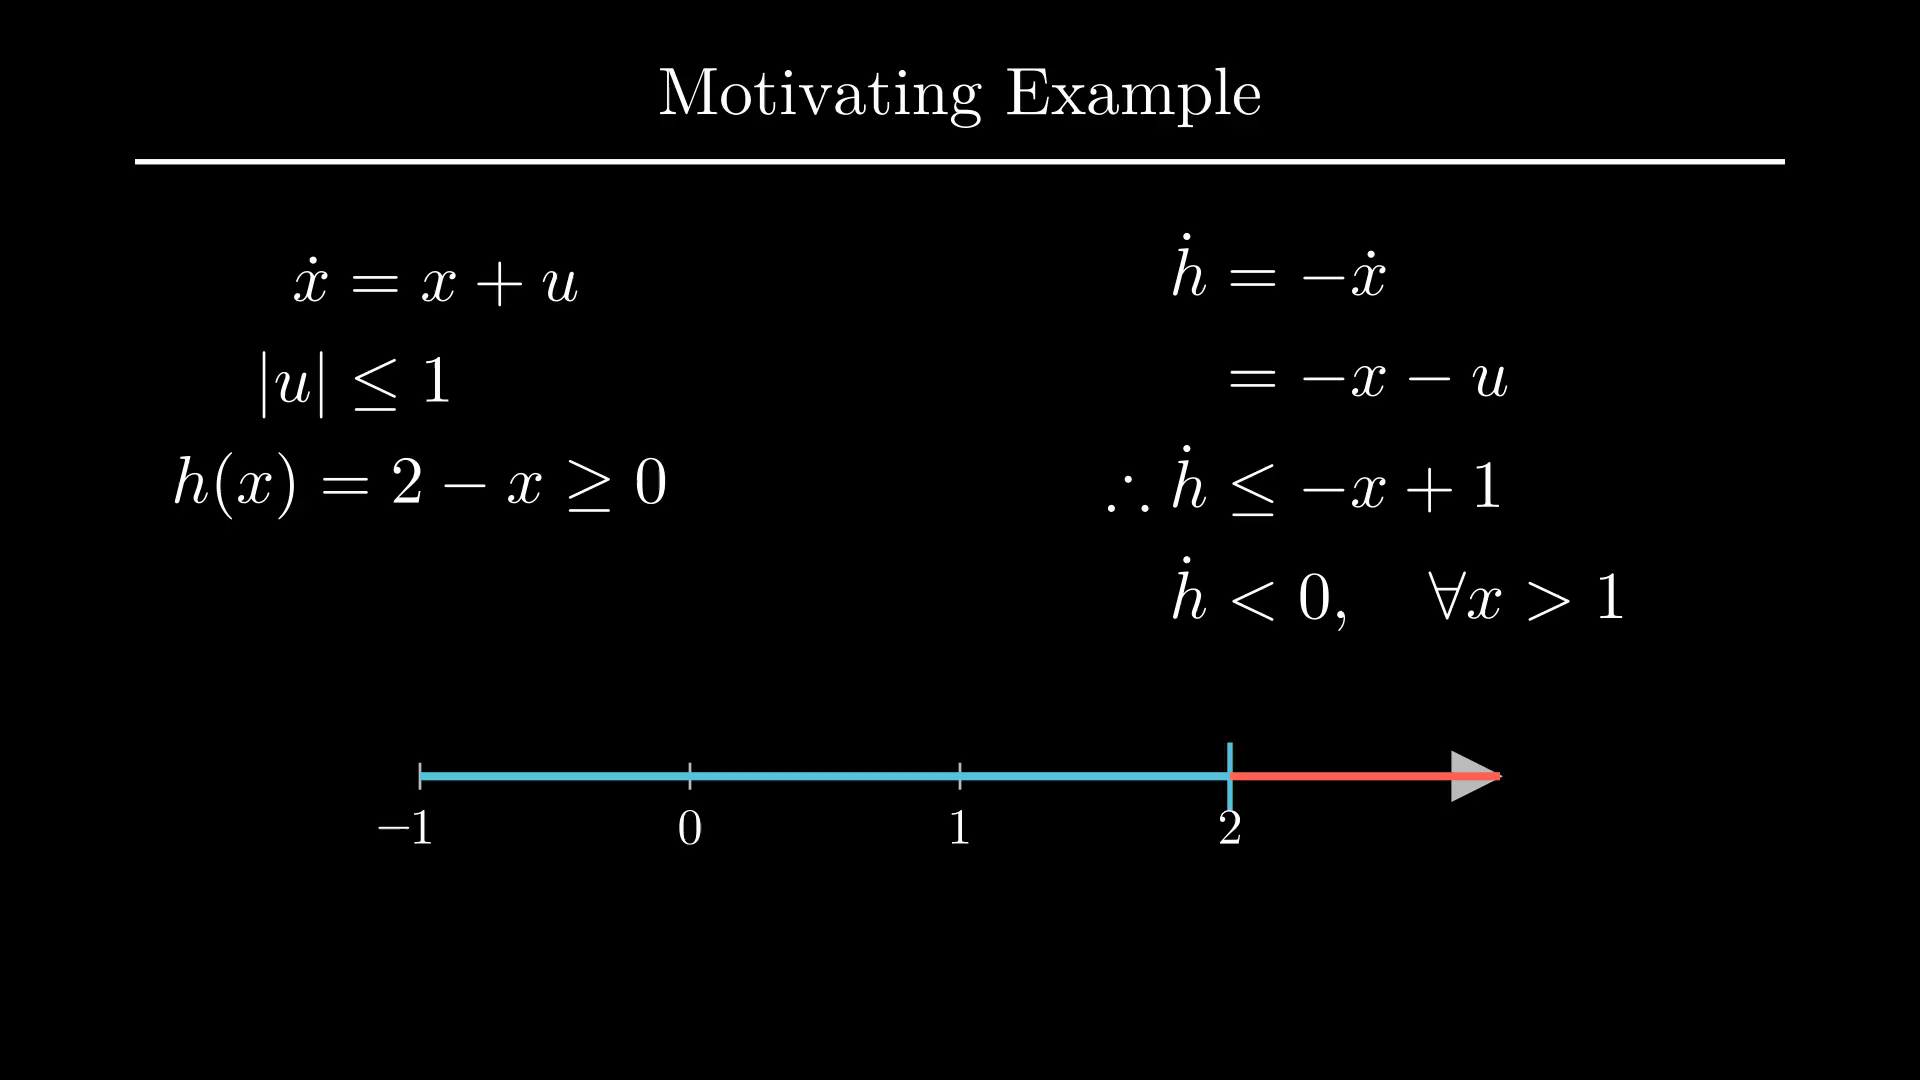 Motivating Example
ẋ = x + u
|u| ≤ 1
h(x) = 2 − x ≥ 0
ḣ = −ẋ
= −x − u
∴ ḣ ≤ −x + 1
ḣ < 0, ∀x > 1
−1 0 1 2